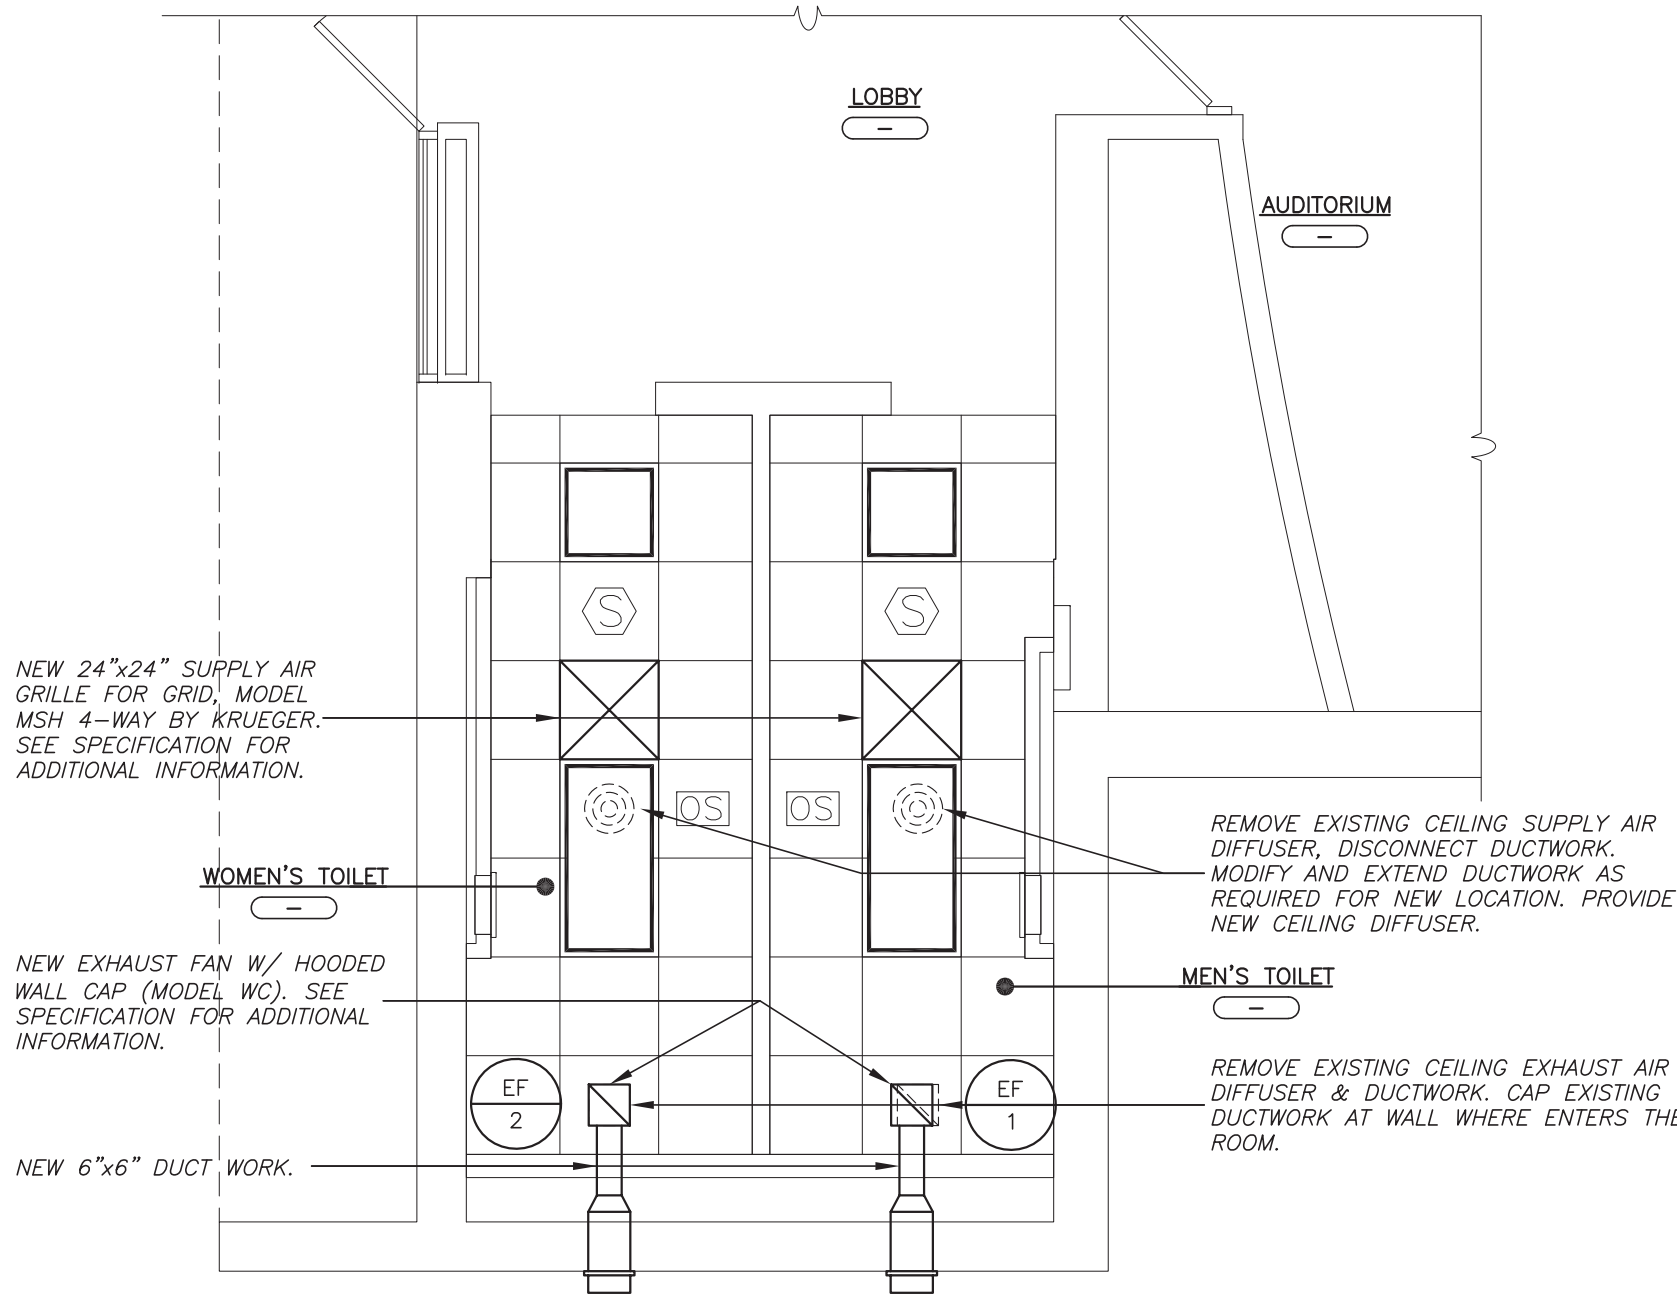 LOBBY
-
AUDITORIUM
-
S
S
NEW 24”x24” SUPPLY AIR
GRILLE FOR GRID, MODEL
MSH 4-WAY BY KRUEGER.
SEE SPECIFICATION FOR
ADDITIONAL INFORMATION.
OS
OS
REMOVE EXISTING CEILING SUPPLY AIR
DIFFUSER, DISCONNECT DUCTWORK.
MODIFY AND EXTEND DUCTWORK AS
REQUIRED FOR NEW LOCATION. PROVIDE
NEW CEILING DIFFUSER.
WOMEN'S TOILET
-
NEW EXHAUST FAN W/ HOODED
WALL CAP (MODEL WC). SEE
SPECIFICATION FOR ADDITIONAL
INFORMATION.
MEN'S TOILET
-
EF
2
EF
1
REMOVE EXISTING CEILING EXHAUST AIR
DIFFUSER & DUCTWORK. CAP EXISTING
DUCTWORK AT WALL WHERE ENTERS THE
ROOM.
NEW 6”x6” DUCT WORK.